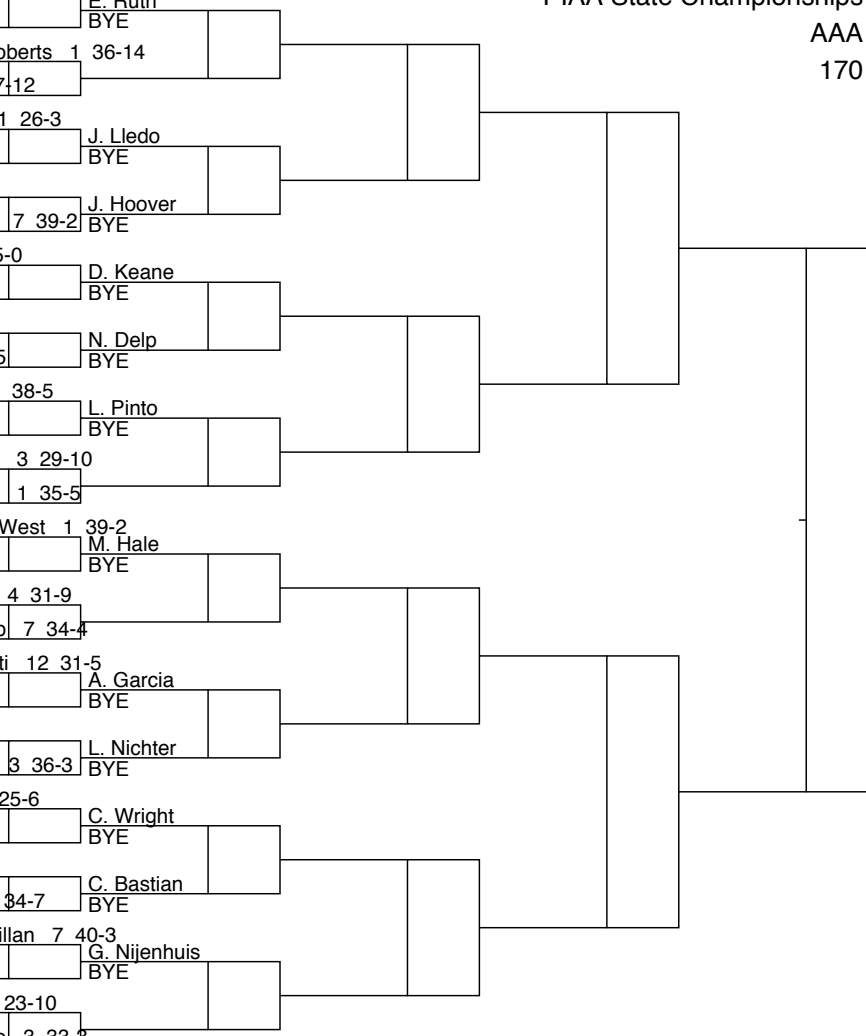 E. Ruth
PIAA State Championships
BYE
AAA
oberts 1 36-14
170
7-12
1 26-3
J. Lledo
BYE
J. Hoover
7 39-2
BYE
5-0
D. Keane
BYE
N. Delp
5
BYE
38-5
L. Pinto
BYE
3 29-10
1 35-5
West 1 39-2
M. Hale
BYE
4 31-9
o 7 34-4
ti 12 31-5
A. Garcia
BYE
L. Nichter
3 36-3
BYE
25-6
C. Wright
BYE
C. Bastian
34-7
BYE
illan 7 40-3
G. Nijenhuis
BYE
23-10